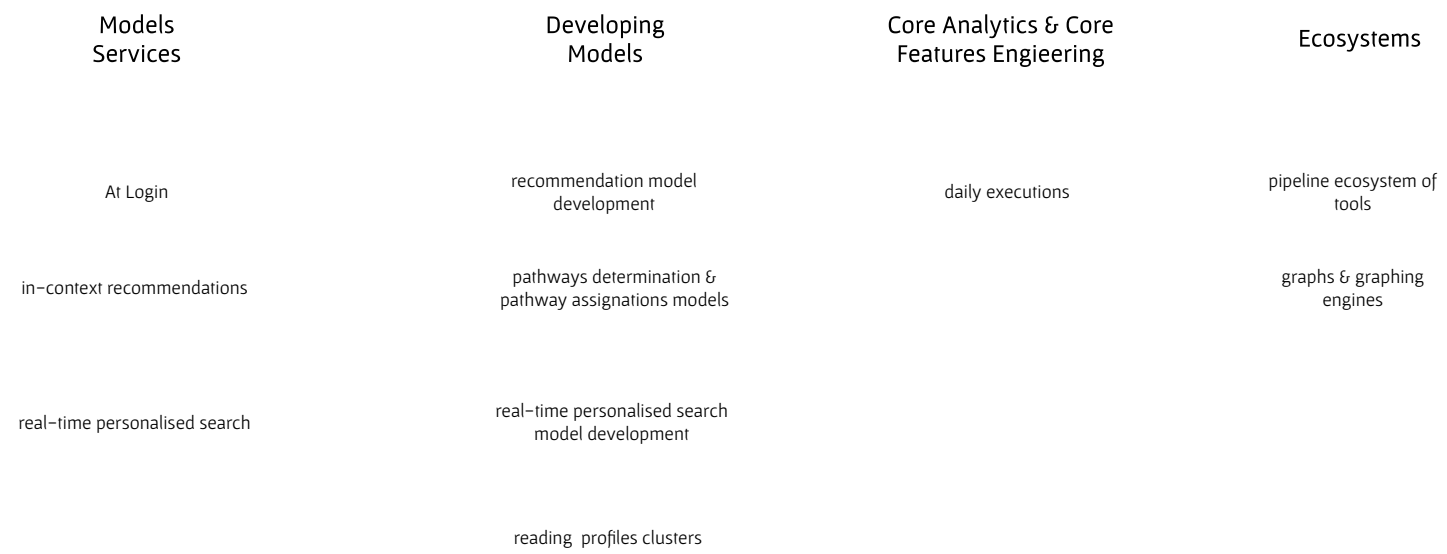 Models
Services
Developing
Models
Core Analytics & Core
Features Engieering
Ecosystems
At Login
recommendation model
development
daily executions
pipeline ecosystem of
tools
in-context recommendations
pathways determination &
pathway assignations models
graphs & graphing
engines
real-time personalised search
real-time personalised search
model development
reading profiles clusters